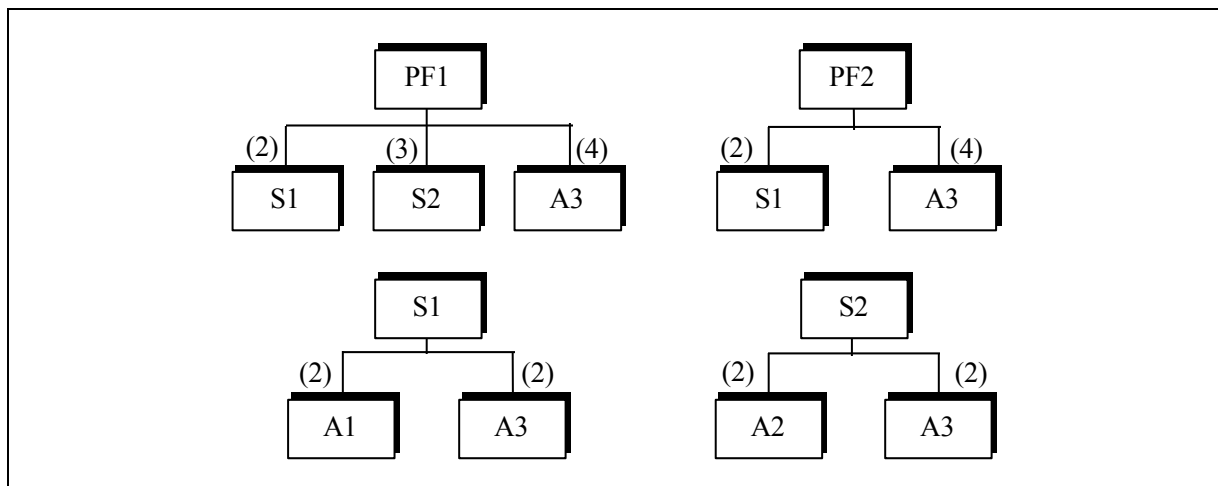 PF1 PF2
(2) (3) (4) (2) (4)
S1 S2 A3 S1 A3
S1 S2
(2) (2) (2) (2)
A1 A3 A2 A3